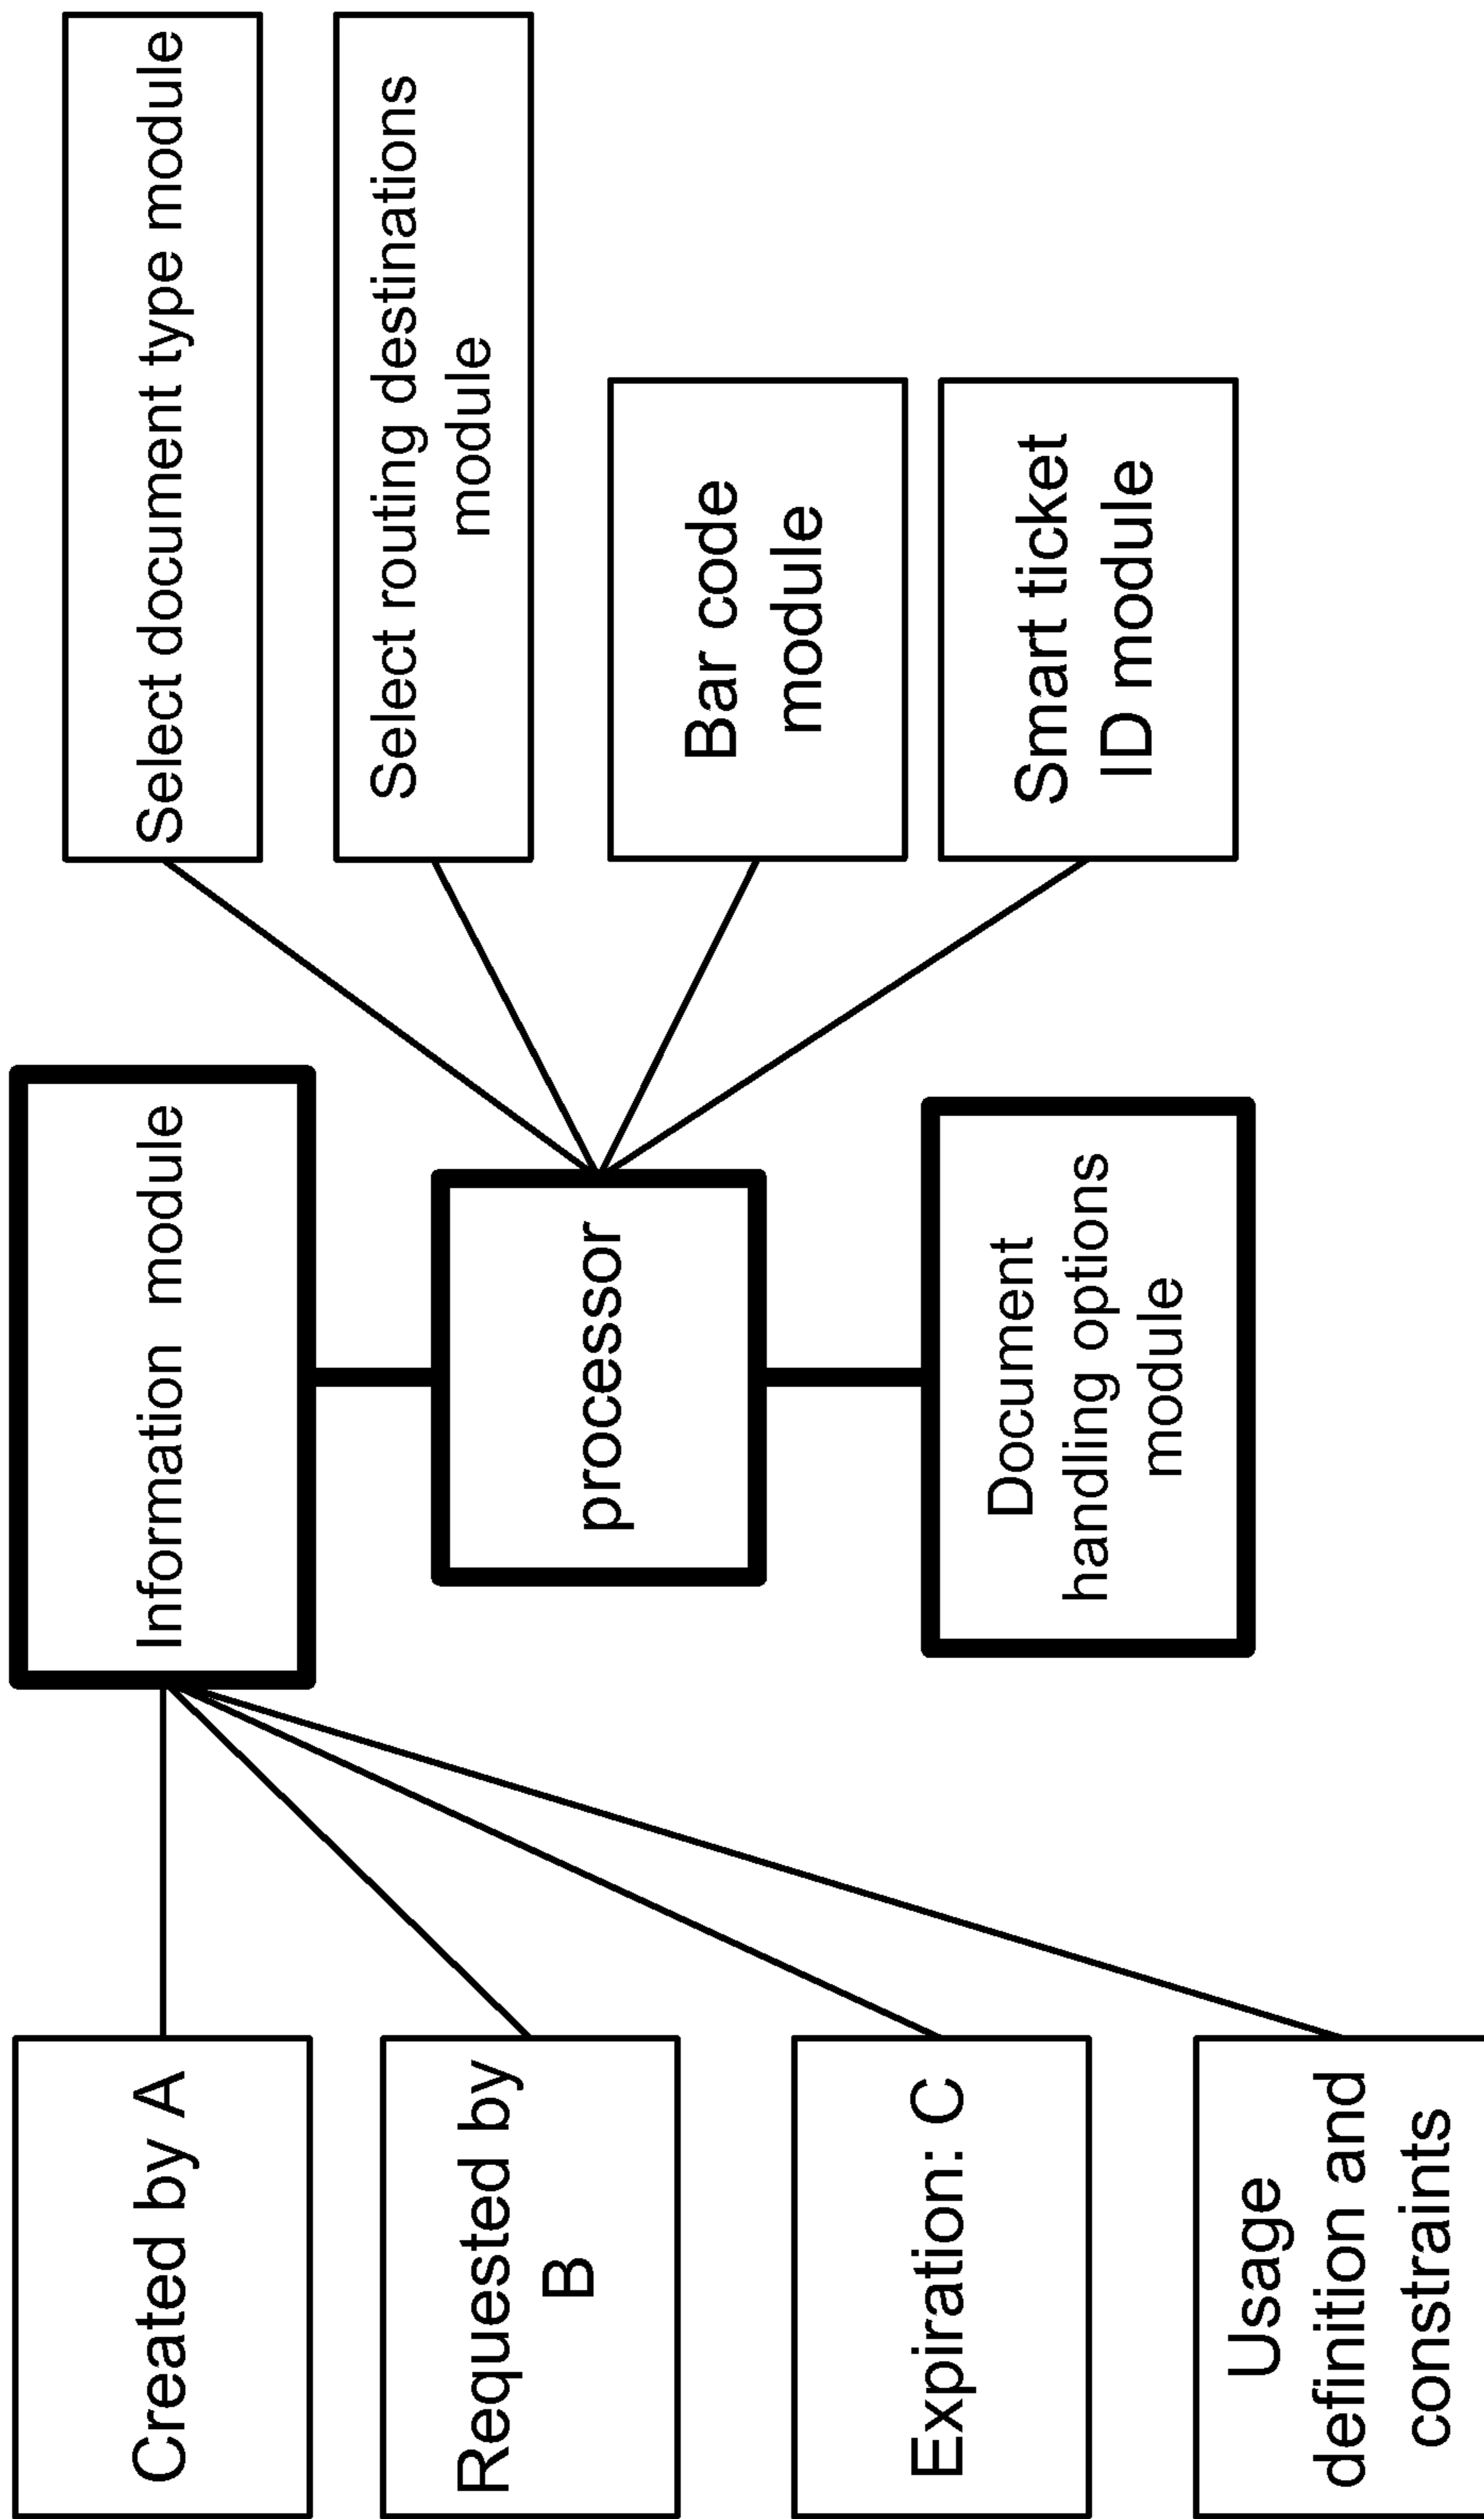 Created by A
Requested by
B
Expiration: C
Usage
definition and
constraints
Information module
processor
Document
handling options
module
Select document type module
Select routing destinations
module
Bar code
module
Smart ticket
ID module